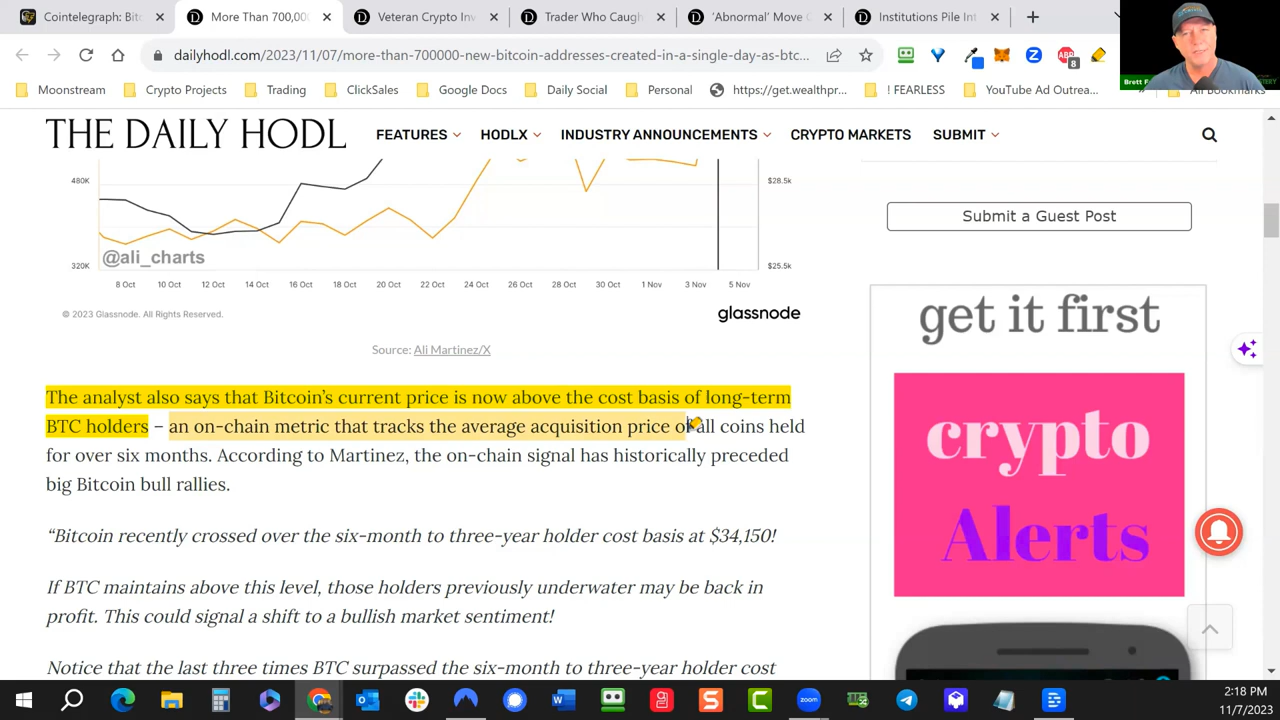 Cointelegraph: Bitc
More Than 700,000
Veteran Crypto Inv
Trader Who Caugh
'Abnormal' Move O
Institutions Pile Int
dailyhodl.com/2023/11/07/more-than-700000-new-bitcoin-addresses-created-in-a-single-day-as-btc...
8
Moonstream
Crypto Projects
Trading
ClickSales
Google Docs
Daily Social
Personal
https://get.wealthpr...
! FEARLESS
YouTube Ad Outrea...
All Bookmarks
Brett F
THE DAILY HODL
FEATURES
HODLX
INDUSTRY ANNOUNCEMENTS
CRYPTO MARKETS
SUBMIT
480K
$28.5k
@ali_charts
320K
$25.5k
8 Oct
10 Oct
12 Oct
14 Oct
16 Oct
18 Oct
20 Oct
22 Oct
24 Oct
26 Oct
28 Oct
30 Oct
1 Nov
3 Nov
5 Nov
© 2023 Glassnode. All Rights Reserved.
glassnode
Source: Ali Martinez/X
The analyst also says that Bitcoin's current price is now above the cost basis of long-term
BTC holders – an on-chain metric that tracks the average acquisition price of all coins held
for over six months. According to Martinez, the on-chain signal has historically preceded
big Bitcoin bull rallies.
"Bitcoin recently crossed over the six-month to three-year holder cost basis at $34,150!
If BTC maintains above this level, those holders previously underwater may be back in
profit. This could signal a shift to a bullish market sentiment!
Notice that the last three times BTC surpassed the six-month to three-year holder cost
Submit a Guest Post
get it first
crypto
Alerts
2:18 PM
11/7/2023